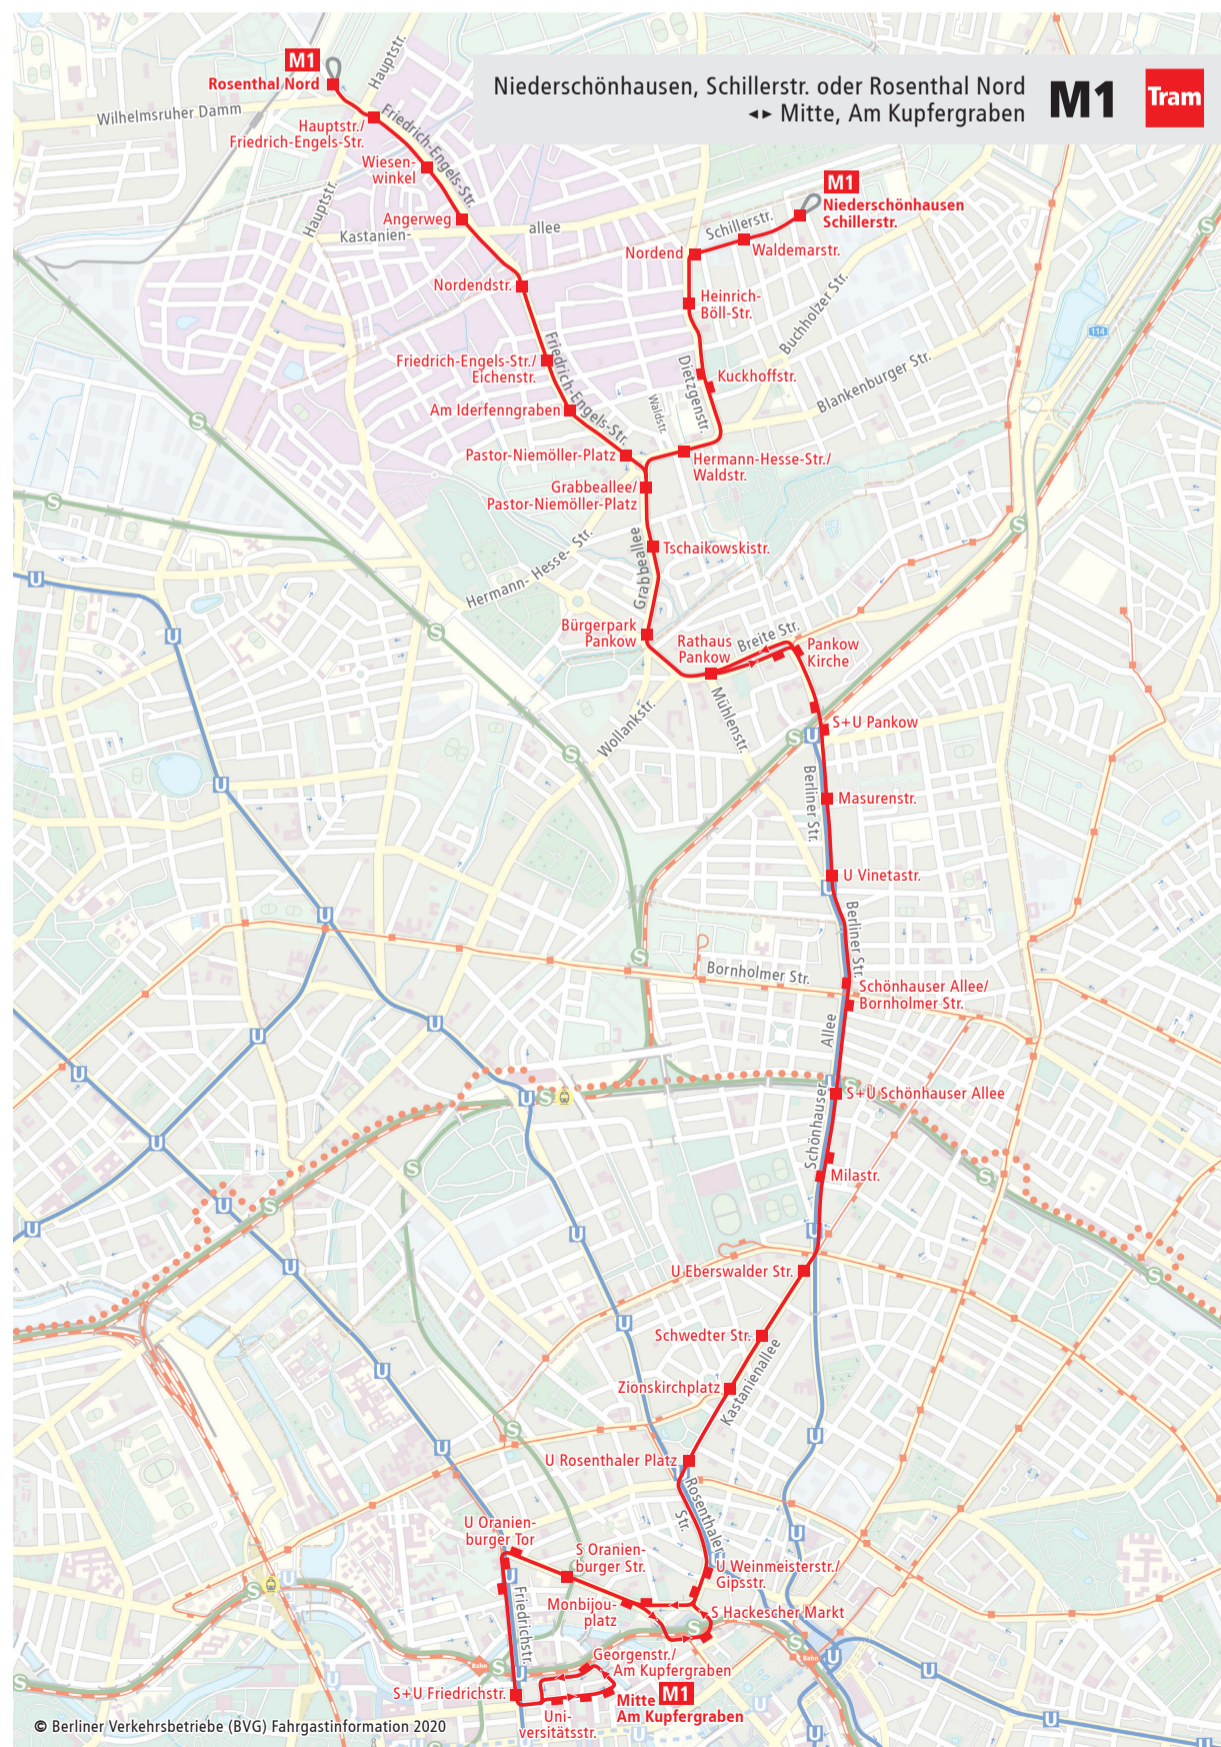 M1
Rosenthal Nord
Hauptstr.
Niederschönhausen, Schillerstr. oder Rosenthal Nord
Mitte, Am Kupfergraben
M1
Tram
Wilhelmsruher Damm
Hauptstr./
Friedrich-Engels-Str.
Friedrich-Engels-Str.
Wiesen-
winkel
Hauptstr.
Angerweg
Kastanien-
allee
M1
Niederschönhausen
Schillerstr.
Schillerstr.
Nordend
Waldemarstr.
Nordendstr.
Heinrich-
Böll-Str.
Buchholzer Str.
114
Friedrich-Engels-Str./
Eichenstr.
Friedrich-Engels-Str.
Dietzgenstr.
Kuckhoffstr.
Blankenburger Str.
Am Iderfenngraben
Waldstr.
S
Pastor-Niemöller-Platz
Hermann-Hesse-Str./
Waldstr.
Grabbeallee/
Pastor-Niemöller-Platz
S
S
Grabbeallee
Tschaikowskistr.
Hermann- Hesse- Str.
U
Bürgerpark
Pankow
Rathaus
Pankow
Breite Str.
Pankow
Kirche
U
S
Wollankstr.
Mühlenstr.
S+U Pankow
S
U
S
U
Berliner Str.
Masurenstr.
U Vinetastr.
U
U
Berliner Str.
S
Bornholmer Str.
Schönhauser Allee/
Bornholmer Str.
U
U
Allee
U
S+U Schönhauser Allee
U
S
S
U
Schönhauser
Milastr.
S
S
U
S
U
U
U
U Eberswalder Str.
U
S
Schwedter Str.
U
Kastanienallee
U
Zionskirchplatz
S
U
U
U Rosenthaler Platz
Rosenthaler
Str.
U Oranien-
burger Tor
S Oranien-
burger Str.
U
U
U Weinmeisterstr./
Gipsstr.
S
Friedrichstr.
Monbijou-
platz
S Hackescher Markt
S
S
U
Georgenstr./
Am Kupfergraben
Bahn
S
U
Bahn
U
S
S+U Friedrichstr.
Mitte M1
Am Kupfergraben
Uni-
versitätsstr.
U
U
© Berliner Verkehrsbetriebe (BVG) Fahrgastinformation 2020